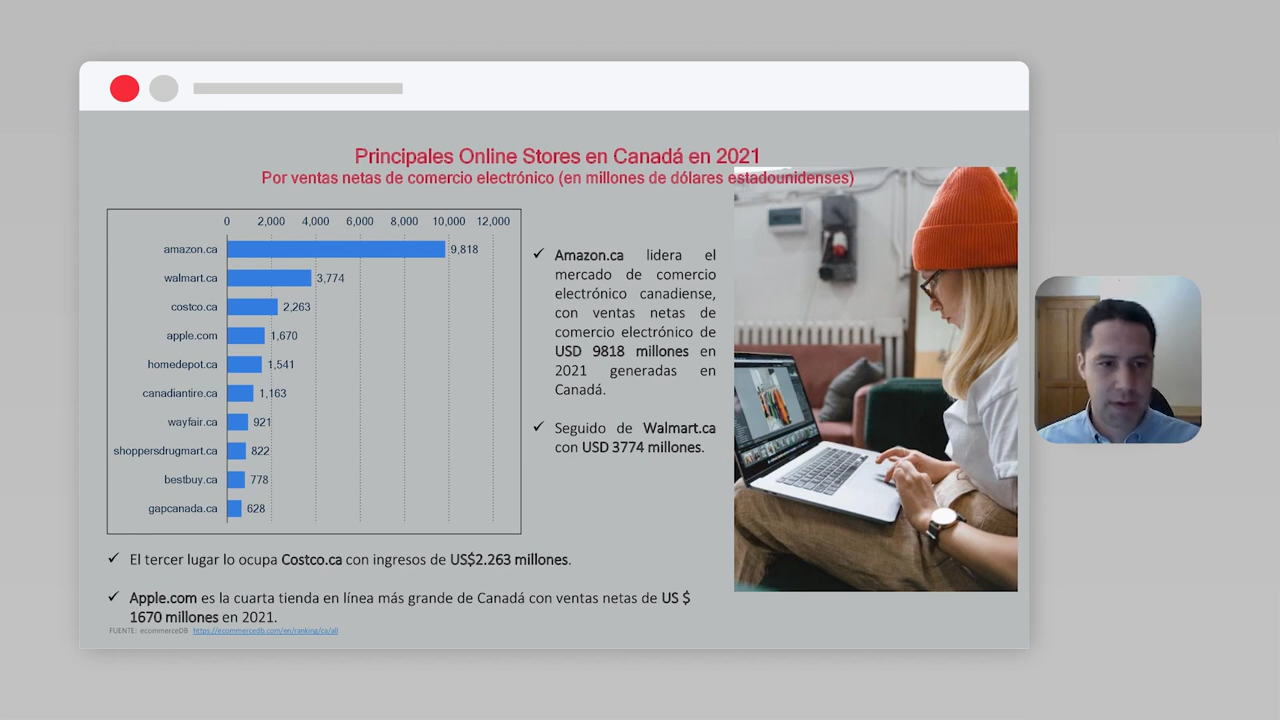 Principales Online Stores en Canadá en 2021
Por ventas netas de comercio electrónico (en millones de dólares estadounidenses)
0 2,000 4,000 6,000 8,000 10,000 12,000
amazon.ca 9,818
walmart.ca 3,774
costco.ca 2,263
apple.com 1,670
homedepot.ca 1,541
canadiantire.ca 1,163
wayfair.ca 921
shoppersdrugmart.ca 822
bestbuy.ca 778
gapcanada.ca 628
✓ Amazon.ca lidera el
mercado de comercio
electrónico canadiense,
con ventas netas de
comercio electrónico de
USD 9818 millones en
2021 generadas en
Canadá.
✓ Seguido de Walmart.ca
con USD 3774 millones.
✓ El tercer lugar lo ocupa Costco.ca con ingresos de US$2.263 millones.
✓ Apple.com es la cuarta tienda en línea más grande de Canadá con ventas netas de US $
1670 millones en 2021.
FUENTE: ecommerceDB https://ecommercedb.com/en/ranking/ca/all